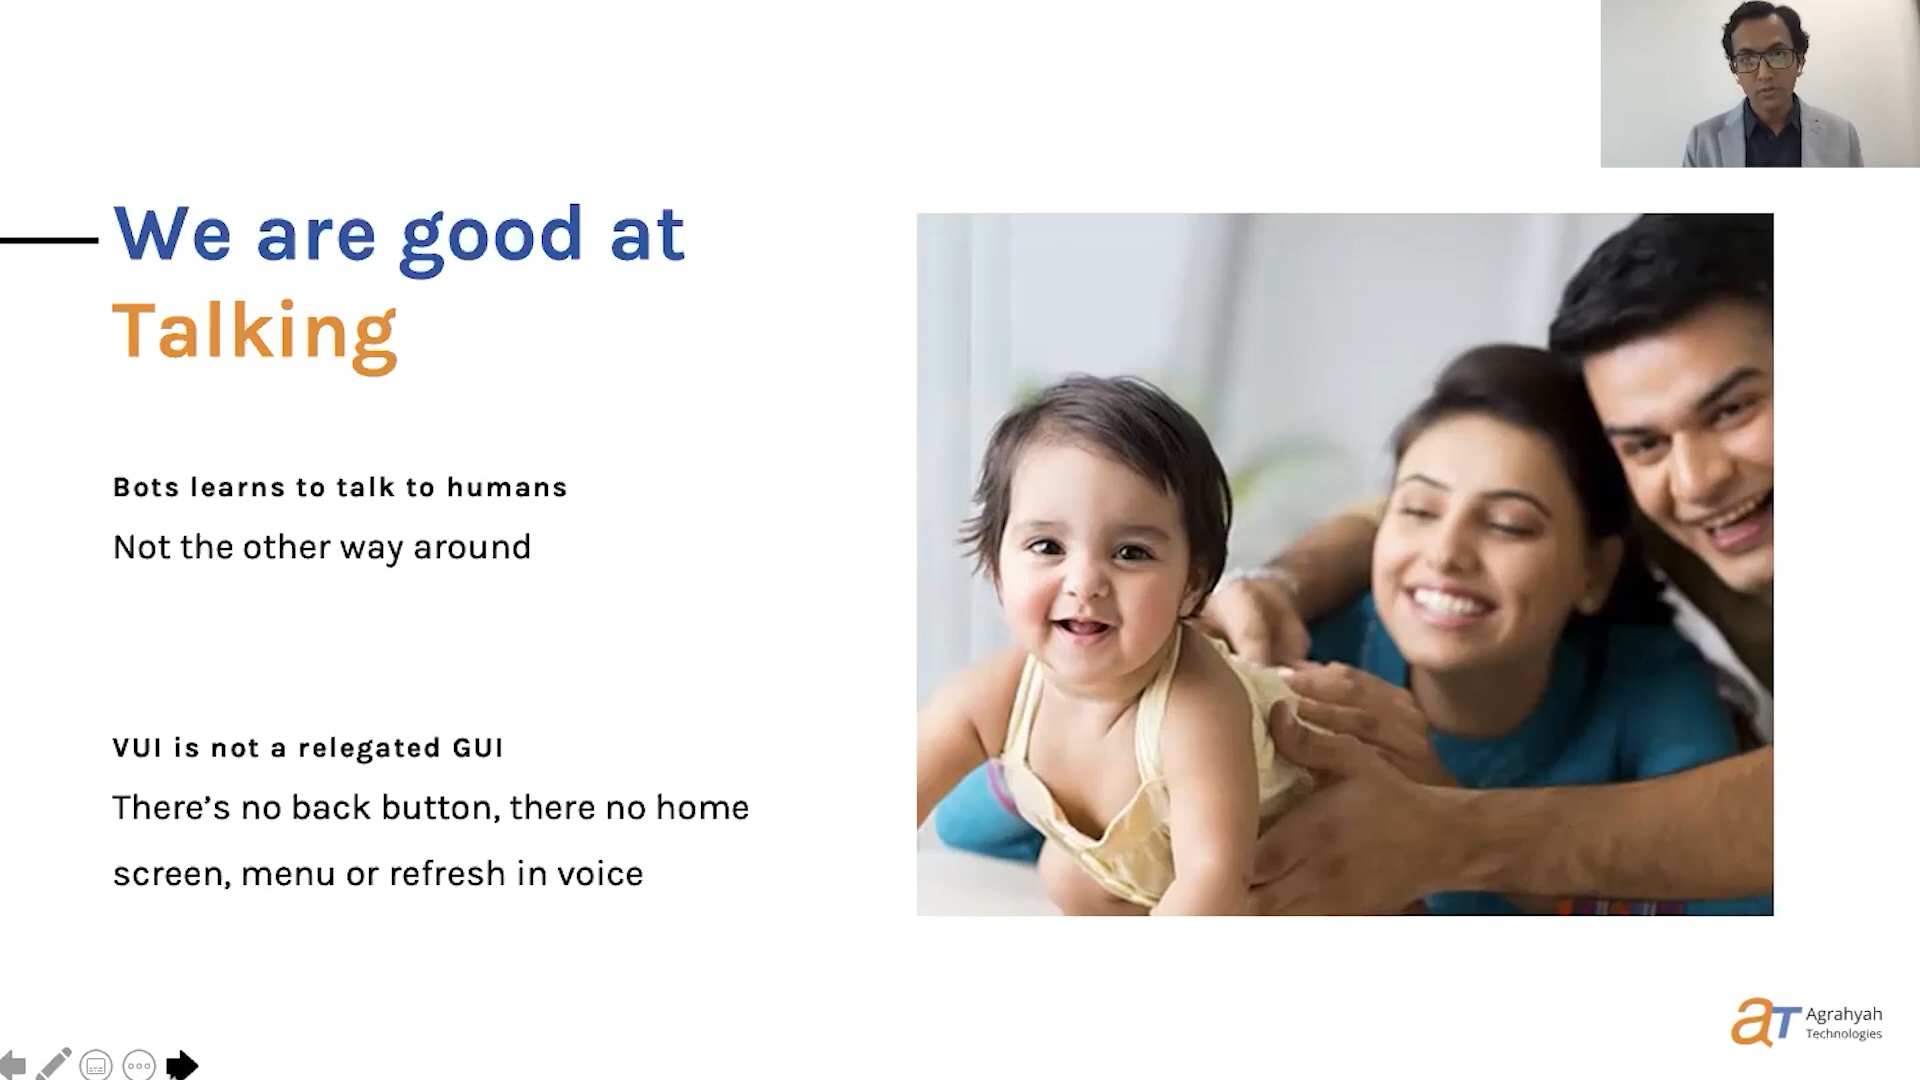 We are good at
Talking
Bots learns to talk to humans
Not the other way around
VUI is not a relegated GUI
There’s no back button, there no home
screen, menu or refresh in voice
aT Agrahyah
Technologies